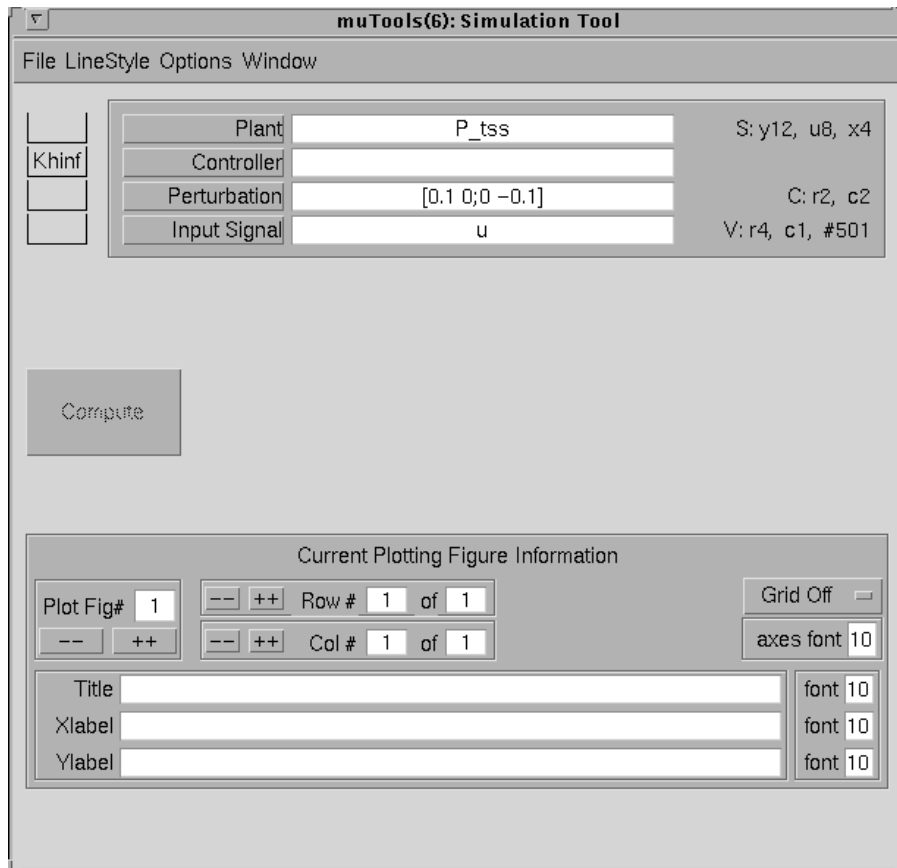 muTools(6): Simulation Tool
File LineStyle Options Window
Plant P_tss S: y12, u8, x4
Khinf Controller
Perturbation [0.1 0;0 −0.1] C: r2, c2
Input Signal u V: r4, c1, #501
Compute
Current Plotting Figure Information
Plot Fig# 1 -- ++ Row # 1 of 1 Grid Off
-- ++ -- ++ Col # 1 of 1 axes font 10
Title font 10
Xlabel font 10
Ylabel font 10